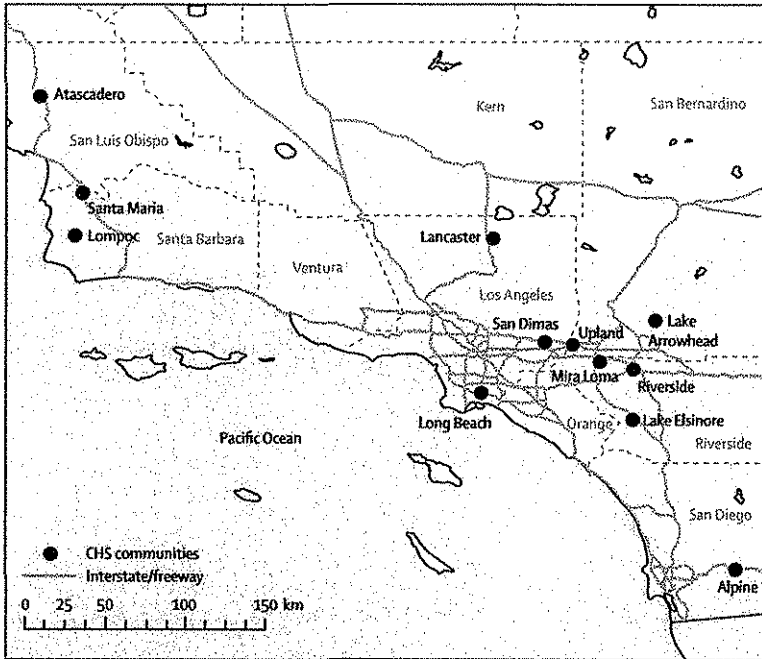 Atascadero
Kern
San Bernardino
San Luis Obispo
Santa Maria
Lompoc
Santa Barbara
Lancaster
Ventura
Los Angeles
San Dimas
Upland
Lake
Arrowhead
Mira Loma
Riverside
Long Beach
Orange
Lake Elsinore
Pacific Ocean
Riverside
San Diego
CHS communities
Interstate/freeway
Alpine
0 25 50 100 150 km